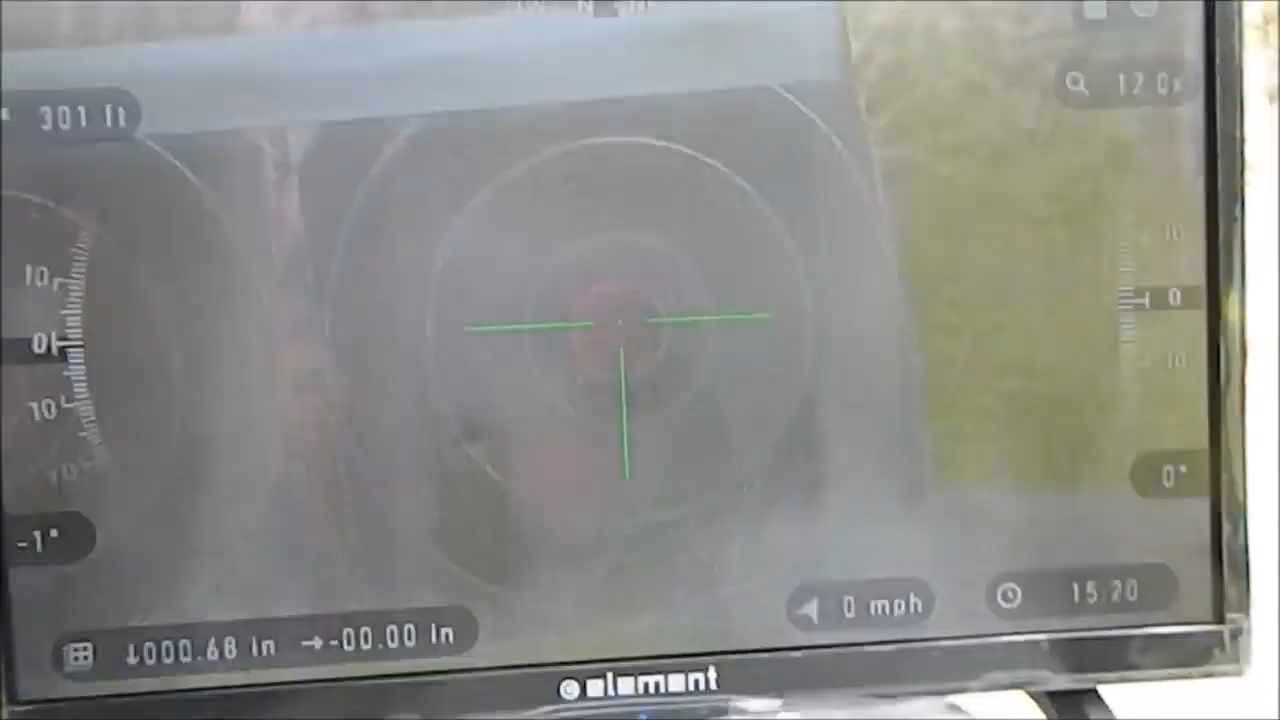 N
301 ft
12.0x
10
0
10
10
0
10
-1°
0°
↓000.68 in →-00.00 in
0 mph
15:20
element